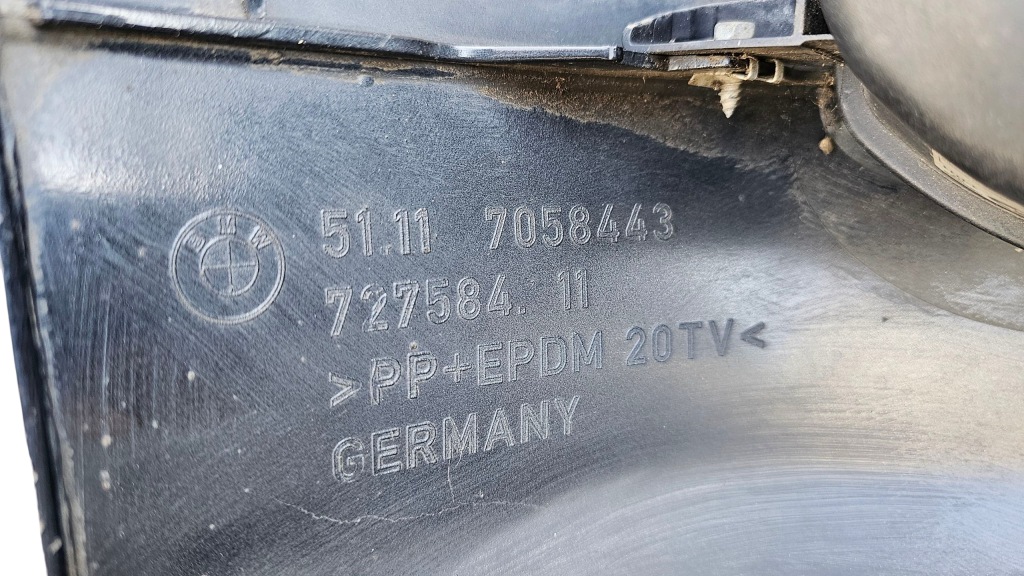 BMW
51.11 7058443
727584. 11
>PP+EPDM 20TV<
GERMANY